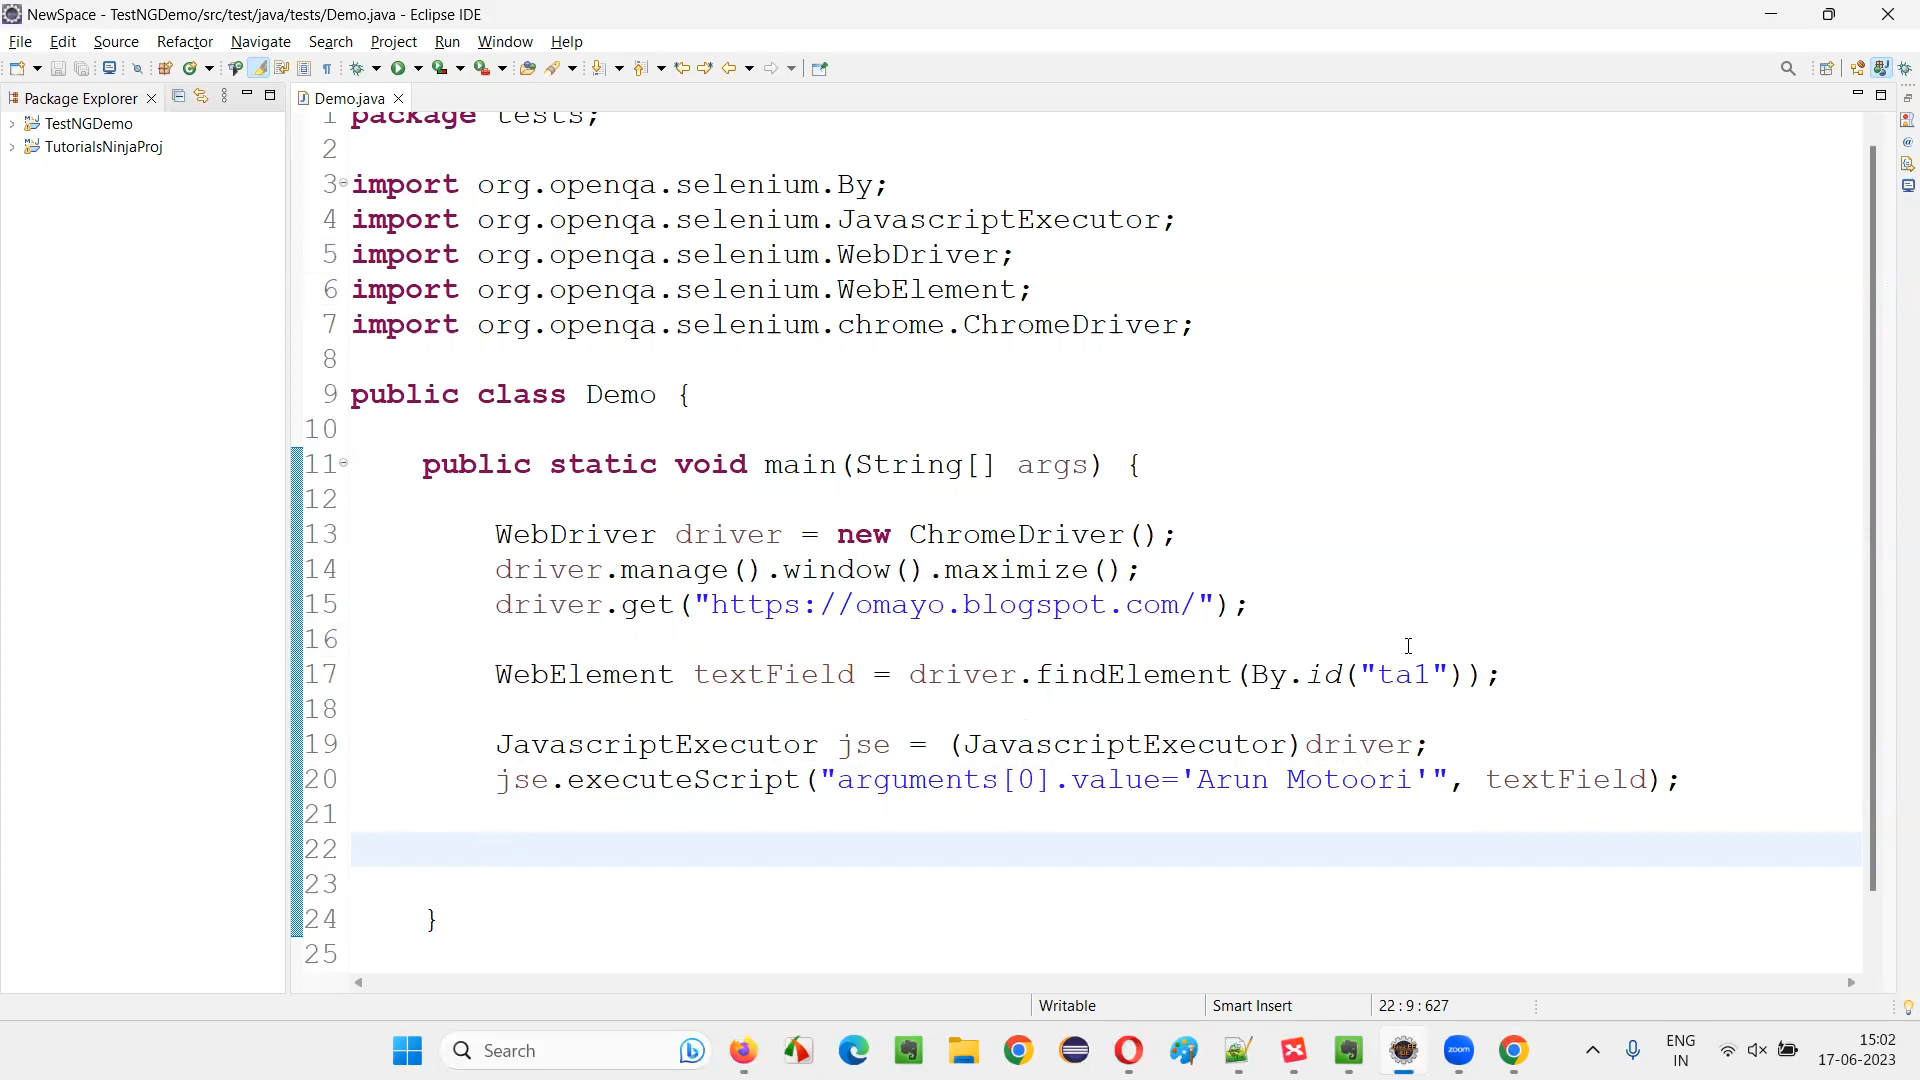 NewSpace - TestNGDemo/src/test/java/tests/Demo.java - Eclipse IDE
File Edit Source Refactor Navigate Search Project Run Window Help
Package Explorer
Demo.java
TestNGDemo
TutorialsNinjaProj
1 package tests;
2
3 import org.openqa.selenium.By;
4 import org.openqa.selenium.JavascriptExecutor;
5 import org.openqa.selenium.WebDriver;
6 import org.openqa.selenium.WebElement;
7 import org.openqa.selenium.chrome.ChromeDriver;
8
9 public class Demo {
10
11 public static void main(String[] args) {
12
13 WebDriver driver = new ChromeDriver();
14 driver.manage().window().maximize();
15 driver.get("https://omayo.blogspot.com/");
16
17 WebElement textField = driver.findElement(By.id("ta1"));
18
19 JavascriptExecutor jse = (JavascriptExecutor)driver;
20 jse.executeScript("arguments[0].value='Arun Motoori'", textField);
21
22
23
24 }
25
Writable Smart Insert 22 : 9 : 627
Search
zoom
ENG
IN
15:02
17-06-2023